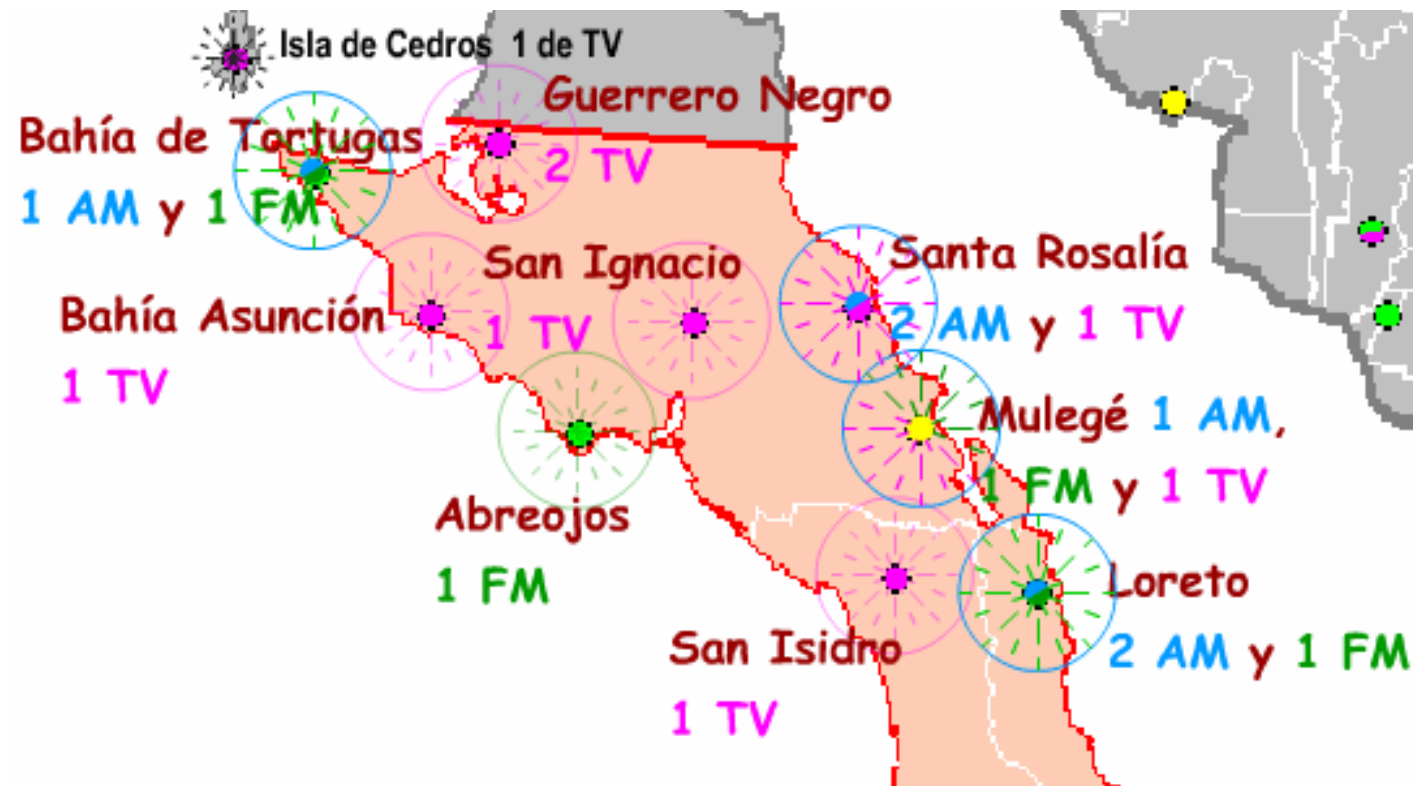 Isla de Cedros 1 de TV
Guerrero Negro
2 TV
Bahía de Tortugas
1 AM y 1 FM
San Ignacio
1 TV
Santa Rosalía
2 AM y 1 TV
Bahía Asunción
1 TV
Mulegé 1 AM,
1 FM y 1 TV
Abreojos
1 FM
Loreto
2 AM y 1 FM
San Isidro
1 TV